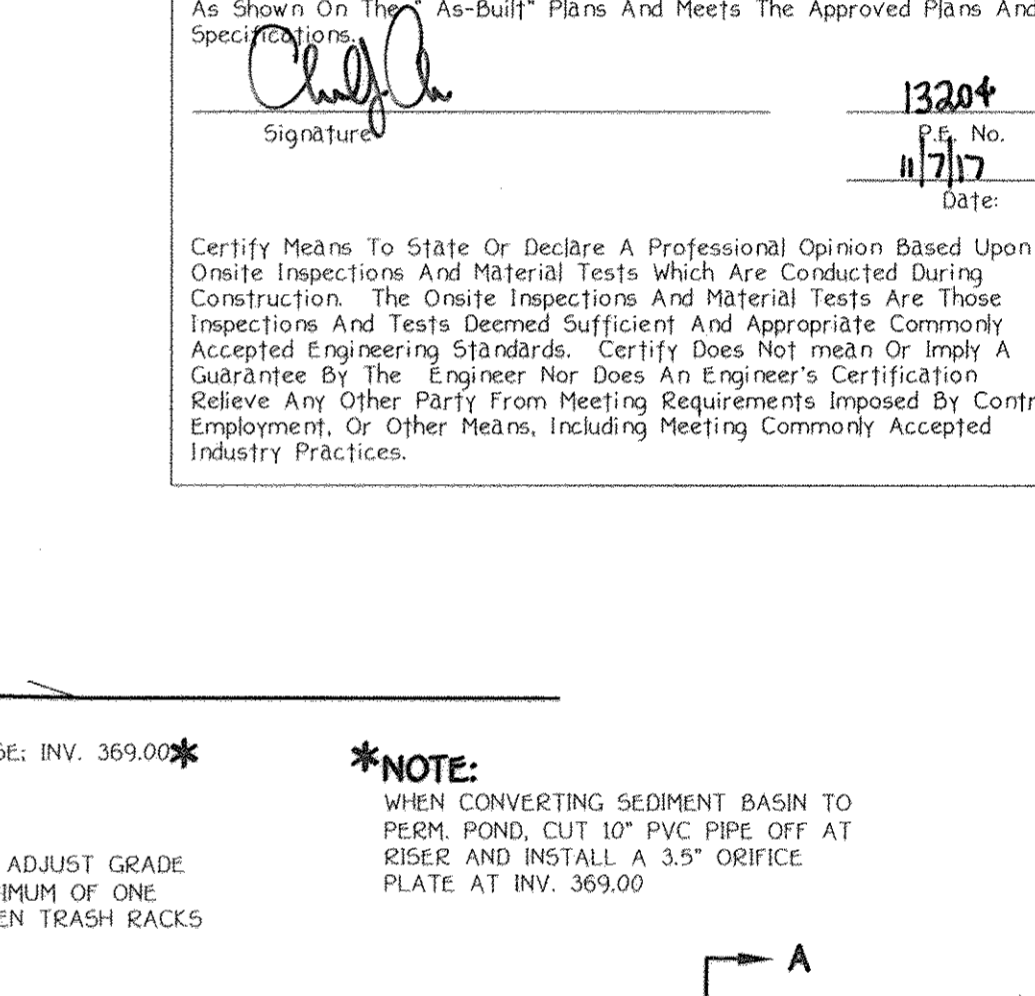 As Shown On The " As-Built" Plans And Meets The Approved Plans And
Specifications.
13204
Signature
P.E. No.
11/7/17
Date:
Certify Means To State Or Declare A Professional Opinion Based Upon
Onsite Inspections And Material Tests Which Are Conducted During
Construction. The Onsite Inspections And Material Tests Are Those
Inspections And Tests Deemed Sufficient And Appropriate Commonly
Accepted Engineering Standards. Certify Does Not mean Or Imply A
Guarantee By The Engineer Nor Does An Engineer's Certification
Relieve Any Other Party From Meeting Requirements Imposed By Contr
Employment, Or Other Means, Including Meeting Commonly Accepted
Industry Practices.
SE: INV. 369.00*
*NOTE:
WHEN CONVERTING SEDIMENT BASIN TO
PERM. POND, CUT 10" PVC PIPE OFF AT
RISER AND INSTALL A 3.5" ORIFICE
PLATE AT INV. 369.00
ADJUST GRADE
IMUM OF ONE
EN TRASH RACKS
A